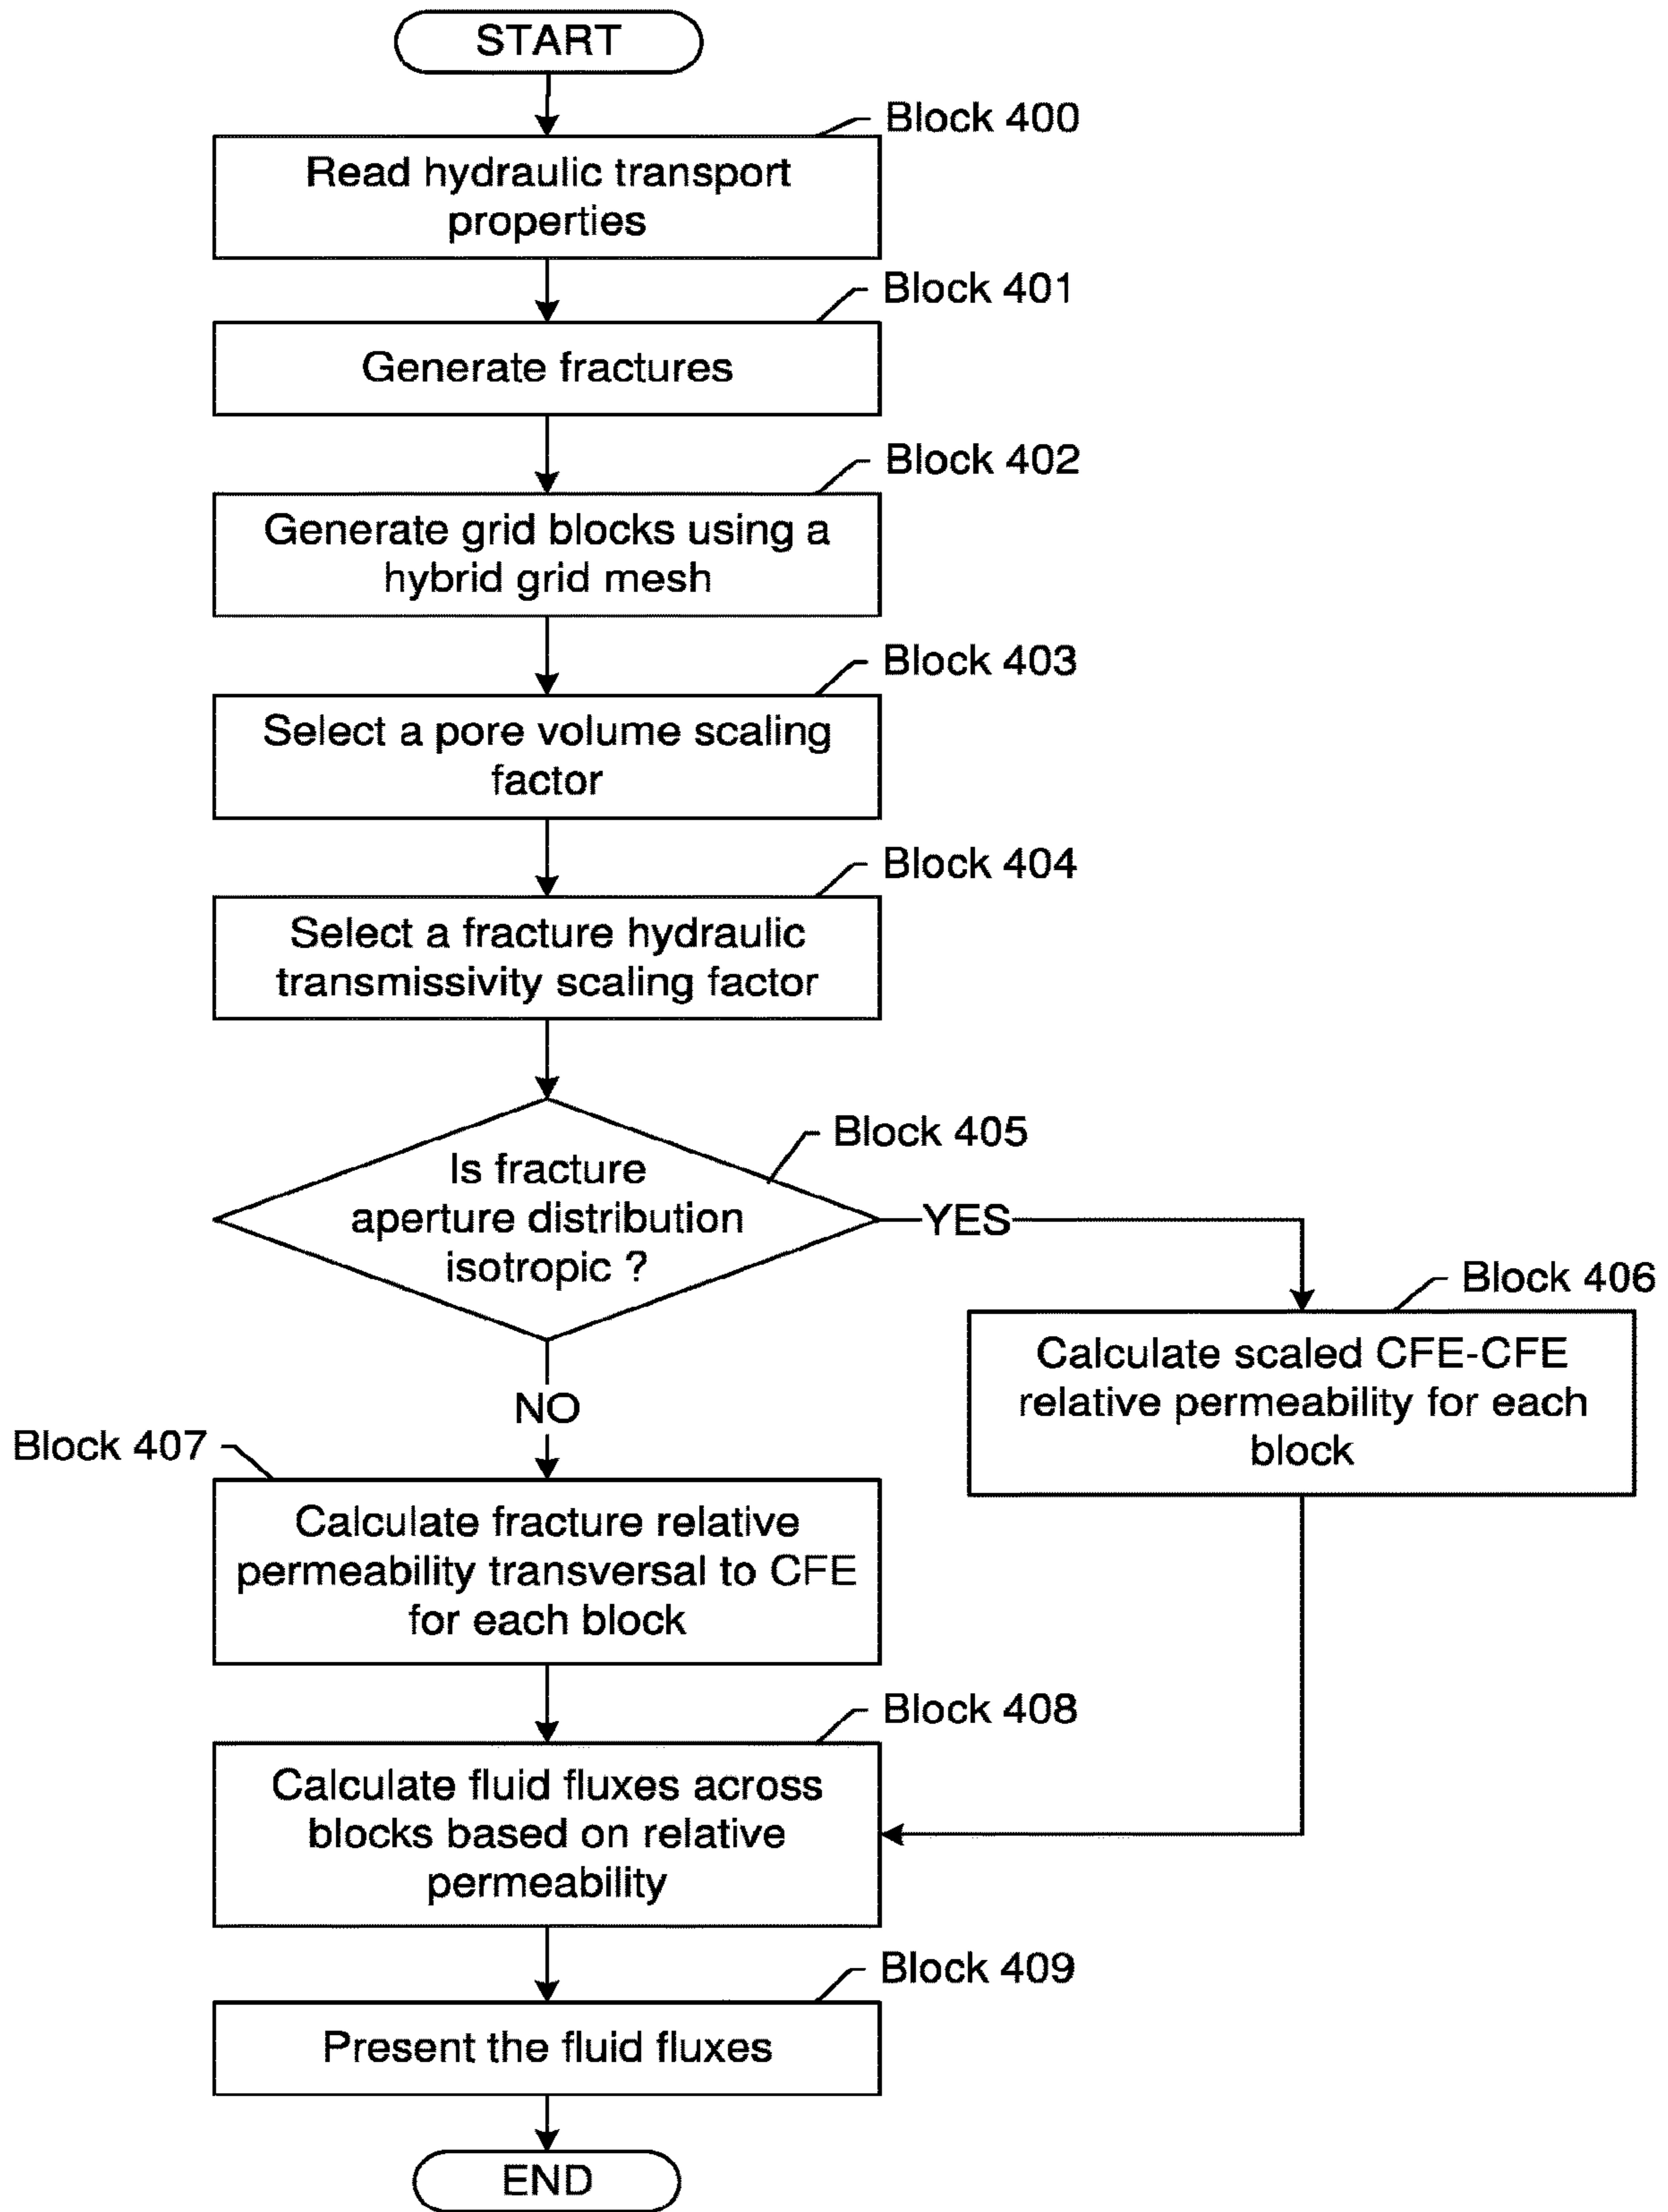 START
Block 400
Read hydraulic transport
properties
Block 401
Generate fractures
Block 402
Generate grid blocks using a
hybrid grid mesh
Block 403
Select a pore volume scaling
factor
Block 404
Select a fracture hydraulic
transmissivity scaling factor
Block 405
Is fracture
aperture distribution
isotropic ?
YES
Block 406
Calculate scaled CFE-CFE
relative permeability for each
block
NO
Block 407
Calculate fracture relative
permeability transversal to CFE
for each block
Block 408
Calculate fluid fluxes across
blocks based on relative
permeability
Block 409
Present the fluid fluxes
END